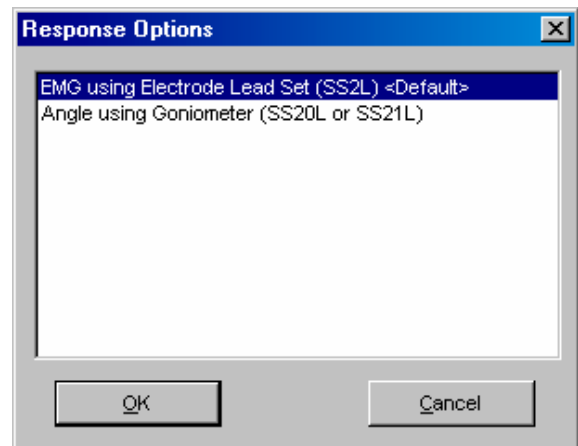 Response Options
EMG using Electrode Lead Set (SS2L) <Default>
Angle using Goniometer (SS20L or SS21L)
OK
Cancel